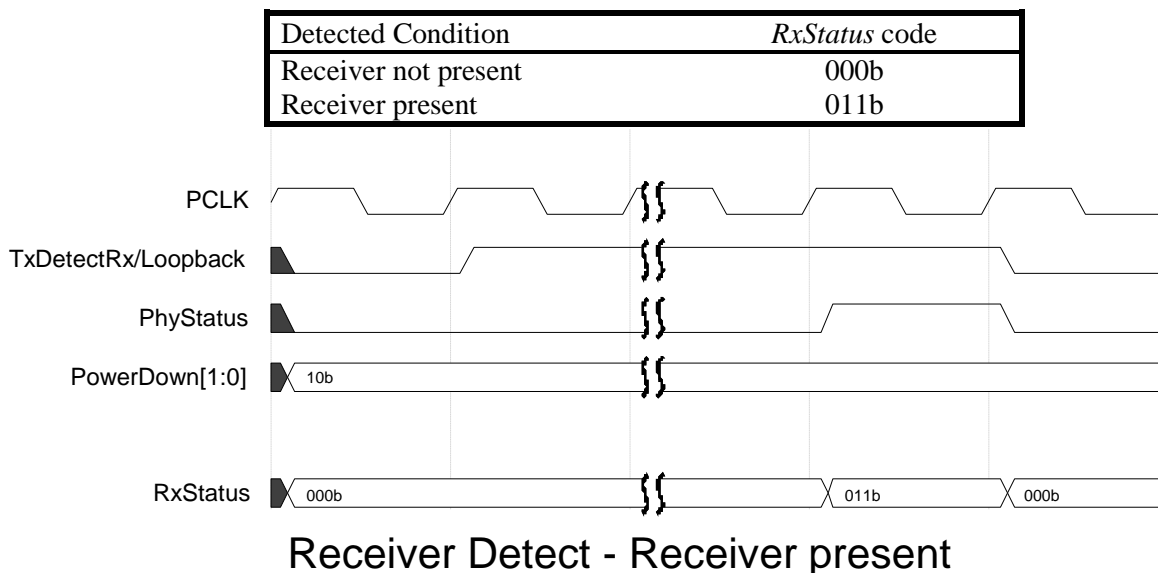 Detected Condition RxStatus code
Receiver not present 000b
Receiver present 011b
PCLK
TxDetectRx/Loopback
PhyStatus
PowerDown[1:0] 10b
RxStatus 000b 011b 000b
Receiver Detect - Receiver present